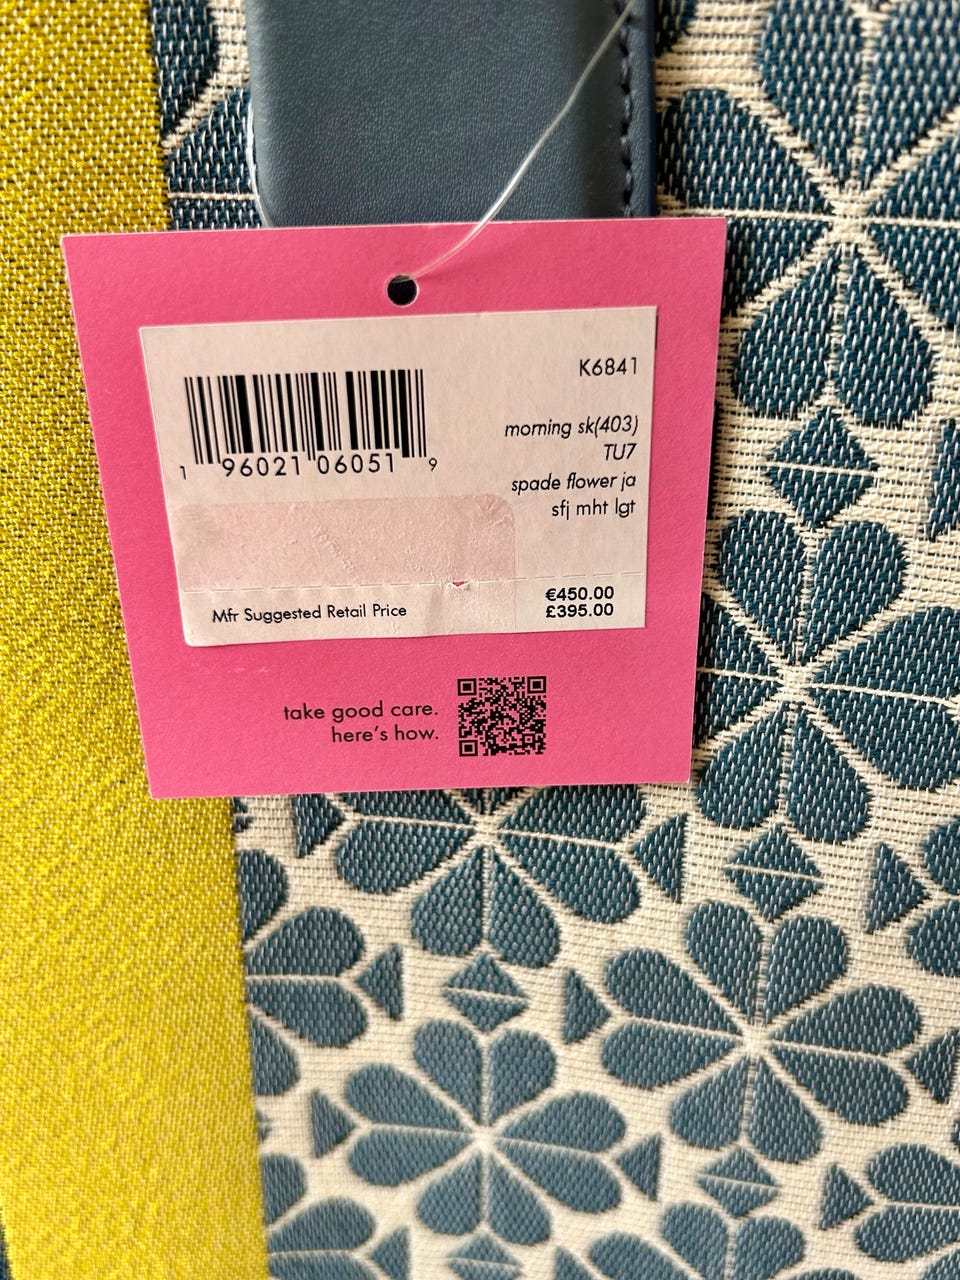 K6841
1 96021 06051 9
morning sk(403)
TU7
spade flower ja
sfj mht lgt
€450.00
Mfr Suggested Retail Price £395.00
take good care.
here's how.